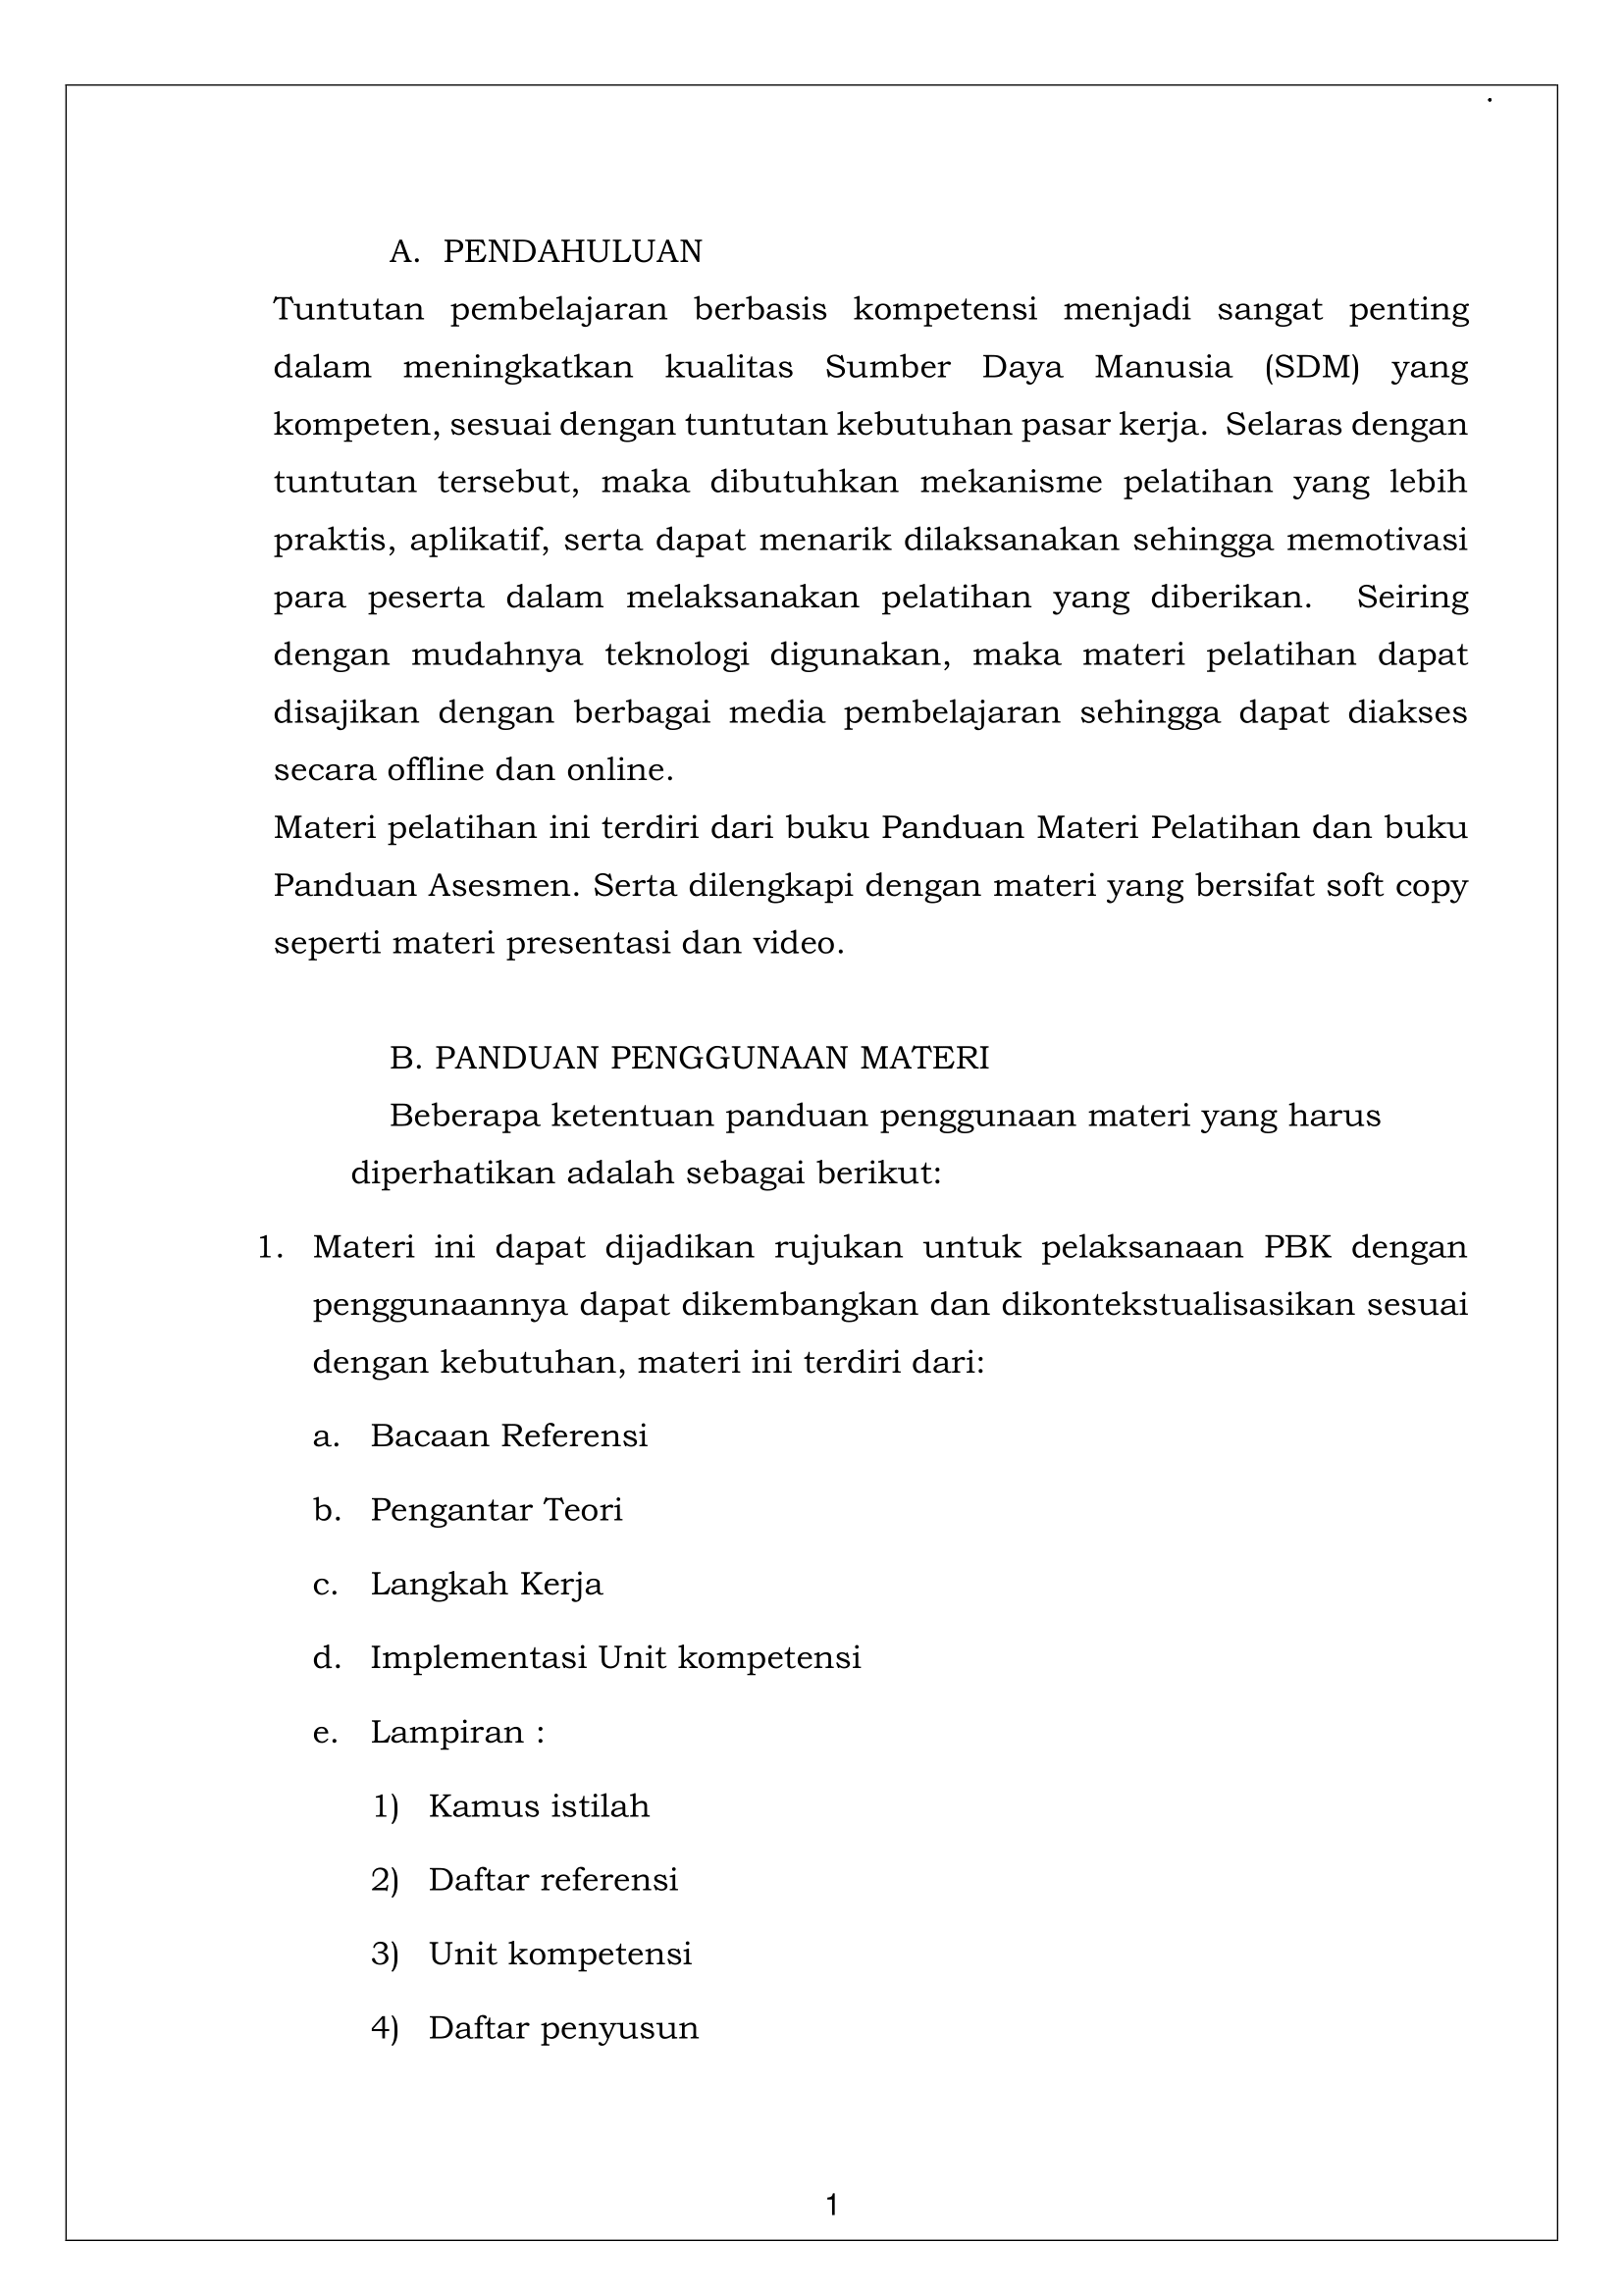 .
A. PENDAHULUAN
Tuntutan pembelajaran berbasis kompetensi menjadi sangat penting
dalam meningkatkan kualitas Sumber Daya Manusia (SDM) yang
kompeten, sesuai dengan tuntutan kebutuhan pasar kerja. Selaras dengan
tuntutan tersebut, maka dibutuhkan mekanisme pelatihan yang lebih
praktis, aplikatif, serta dapat menarik dilaksanakan sehingga memotivasi
para peserta dalam melaksanakan pelatihan yang diberikan. Seiring
dengan mudahnya teknologi digunakan, maka materi pelatihan dapat
disajikan dengan berbagai media pembelajaran sehingga dapat diakses
secara offline dan online.
Materi pelatihan ini terdiri dari buku Panduan Materi Pelatihan dan buku
Panduan Asesmen. Serta dilengkapi dengan materi yang bersifat soft copy
seperti materi presentasi dan video.
B. PANDUAN PENGGUNAAN MATERI
Beberapa ketentuan panduan penggunaan materi yang harus
diperhatikan adalah sebagai berikut:
1. Materi ini dapat dijadikan rujukan untuk pelaksanaan PBK dengan
penggunaannya dapat dikembangkan dan dikontekstualisasikan sesuai
dengan kebutuhan, materi ini terdiri dari:
a. Bacaan Referensi
b. Pengantar Teori
c. Langkah Kerja
d. Implementasi Unit kompetensi
e. Lampiran :
1) Kamus istilah
2) Daftar referensi
3) Unit kompetensi
4) Daftar penyusun
1